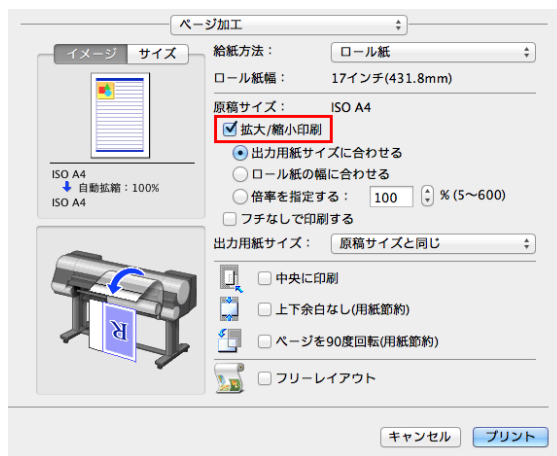 ページ加工
イメージ サイズ
給紙方法： ロール紙
ロール紙幅： 17インチ(431.8mm)
原稿サイズ： ISO A4
拡大/縮小印刷
出力用紙サイズに合わせる
ロール紙の幅に合わせる
倍率を指定する： 100 % (5〜600)
フチなしで印刷する
ISO A4
自動拡縮：100%
ISO A4
出力用紙サイズ： 原稿サイズと同じ
中央に印刷
上下余白なし(用紙節約)
ページを90度回転(用紙節約)
フリーレイアウト
R
キャンセル プリント